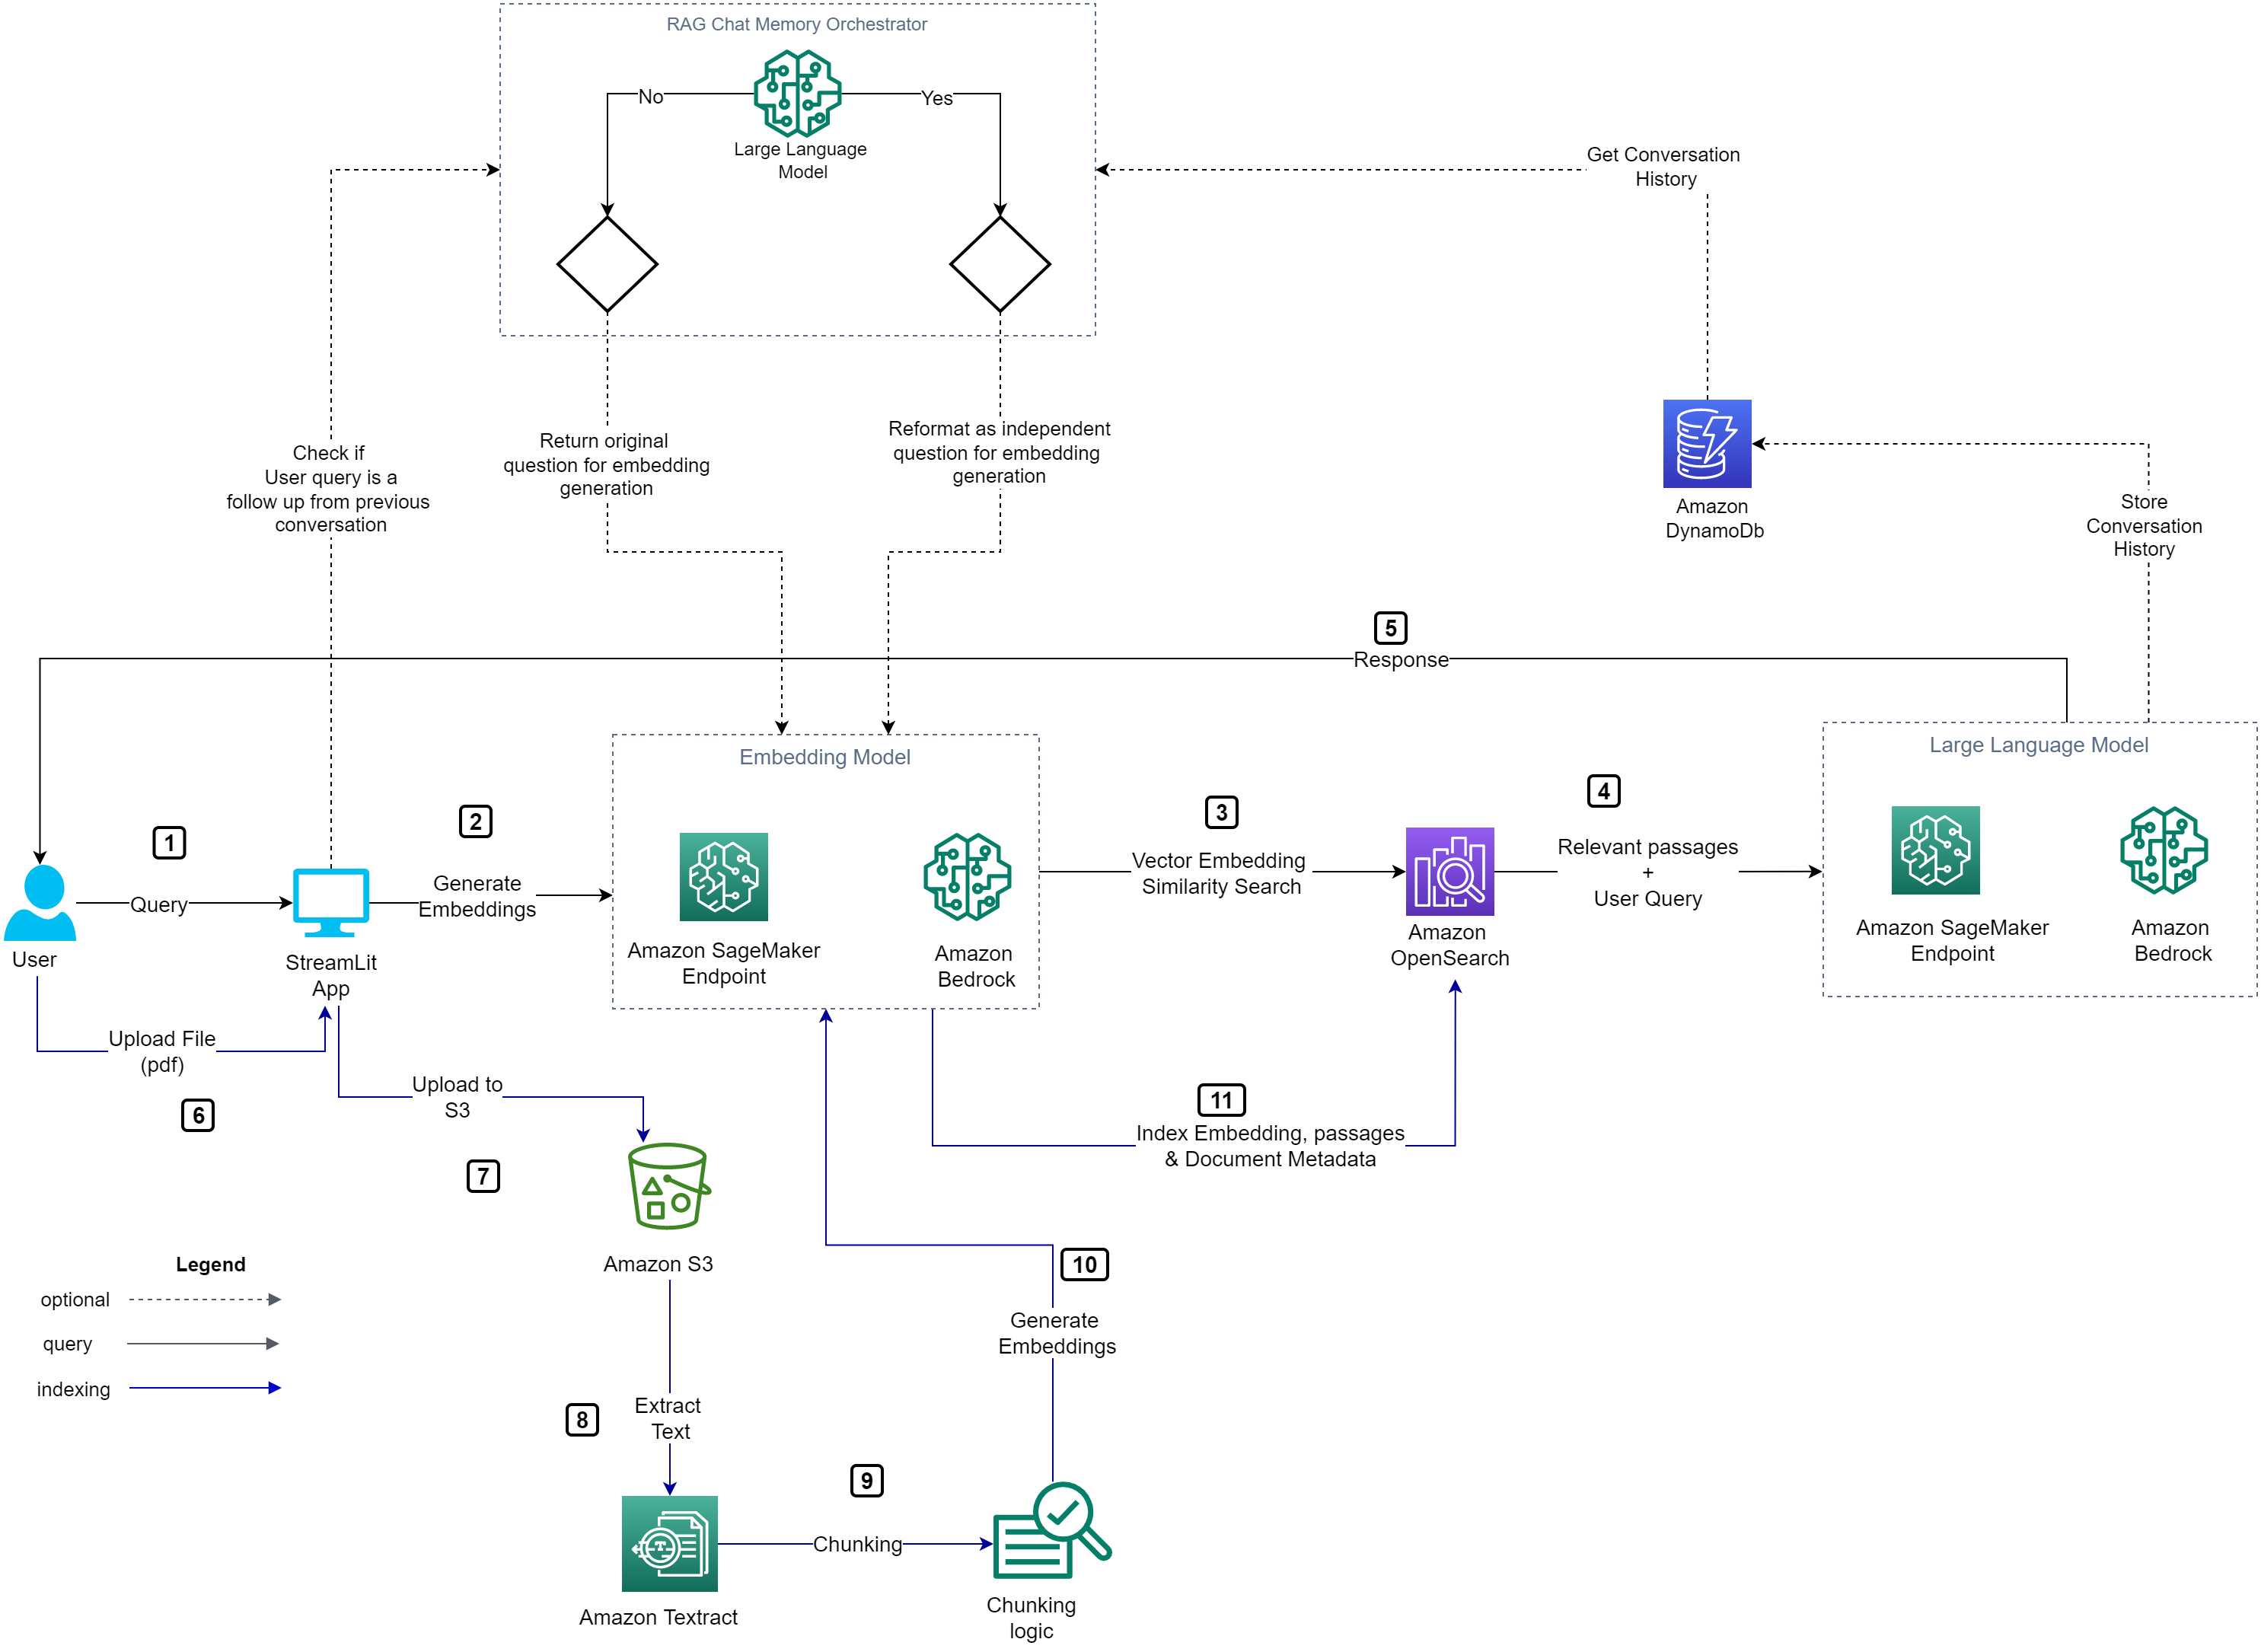 RAG Chat Memory Orchestrator
No
Yes
Large Language
Model
Get Conversation
History
Check if
User query is a
follow up from previous
conversation
Return original
question for embedding
generation
Reformat as independent
question for embedding
generation
Amazon
DynamoDb
Store
Conversation
History
5
Response
Embedding Model
Large Language Model
1
Query
2
Generate
Embeddings
3
Vector Embedding
Similarity Search
4
Relevant passages
+
User Query
User
StreamLit
App
Amazon SageMaker
Endpoint
Amazon
Bedrock
Amazon
OpenSearch
Amazon SageMaker
Endpoint
Amazon
Bedrock
Upload File
(pdf)
6
Upload to
S3
7
11
Index Embedding, passages
& Document Metadata
Amazon S3
10
Generate
Embeddings
Legend
optional
query
indexing
8
Extract
Text
9
Chunking
Amazon Textract
Chunking
logic